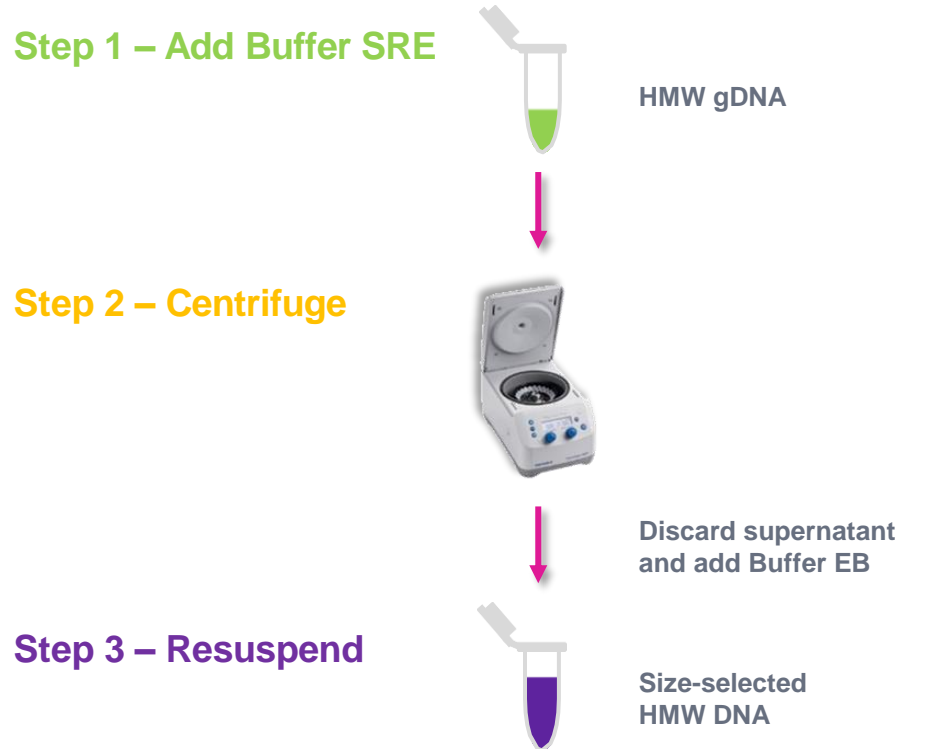 Step 1 – Add Buffer SRE
HMW gDNA
Step 2 – Centrifuge
Discard supernatant
and add Buffer EB
Step 3 – Resuspend
Size-selected
HMW DNA